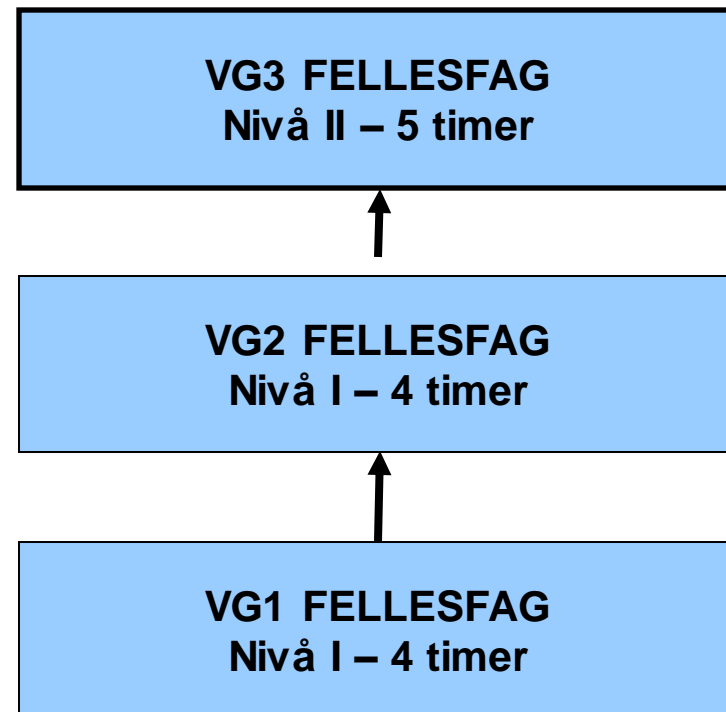 VG3 FELLESFAG
Nivå II – 5 timer
VG2 FELLESFAG
Nivå I – 4 timer
VG1 FELLESFAG
Nivå I – 4 timer